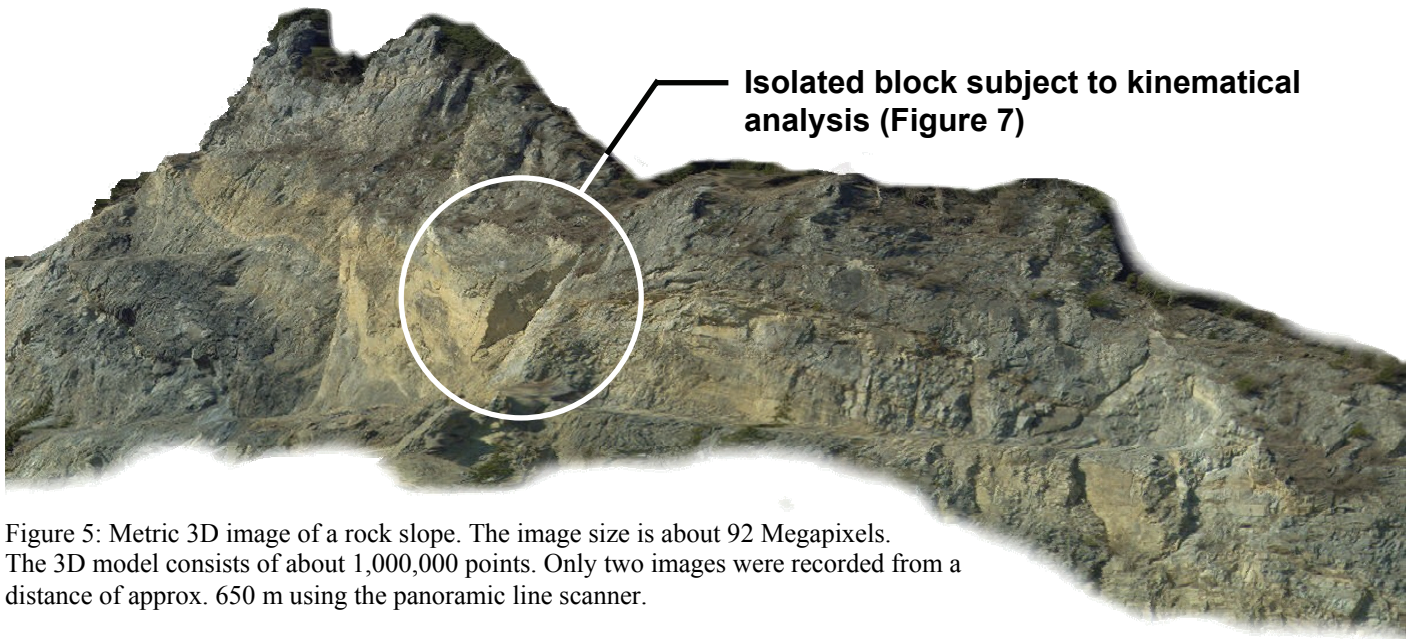 Isolated block subject to kinematical
analysis (Figure 7)
Figure 5: Metric 3D image of a rock slope. The image size is about 92 Megapixels.
The 3D model consists of about 1,000,000 points. Only two images were recorded from a
distance of approx. 650 m using the panoramic line scanner.